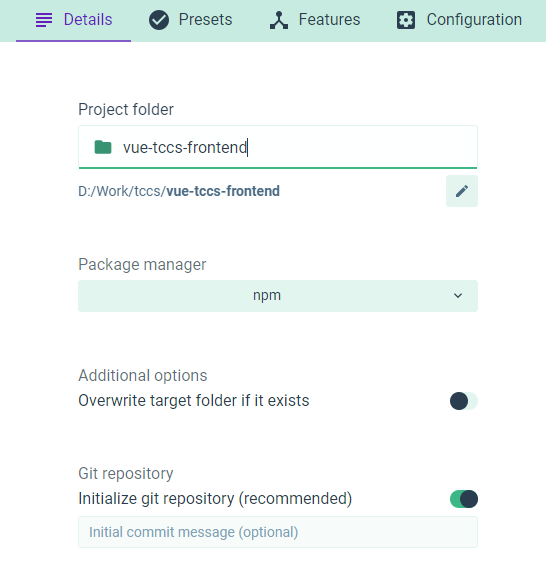 Details Presets Features Configuration
Project folder
vue-tccs-frontend
D:/Work/tccs/vue-tccs-frontend
Package manager
npm
Additional options
Overwrite target folder if it exists
Git repository
Initialize git repository (recommended)
Initial commit message (optional)